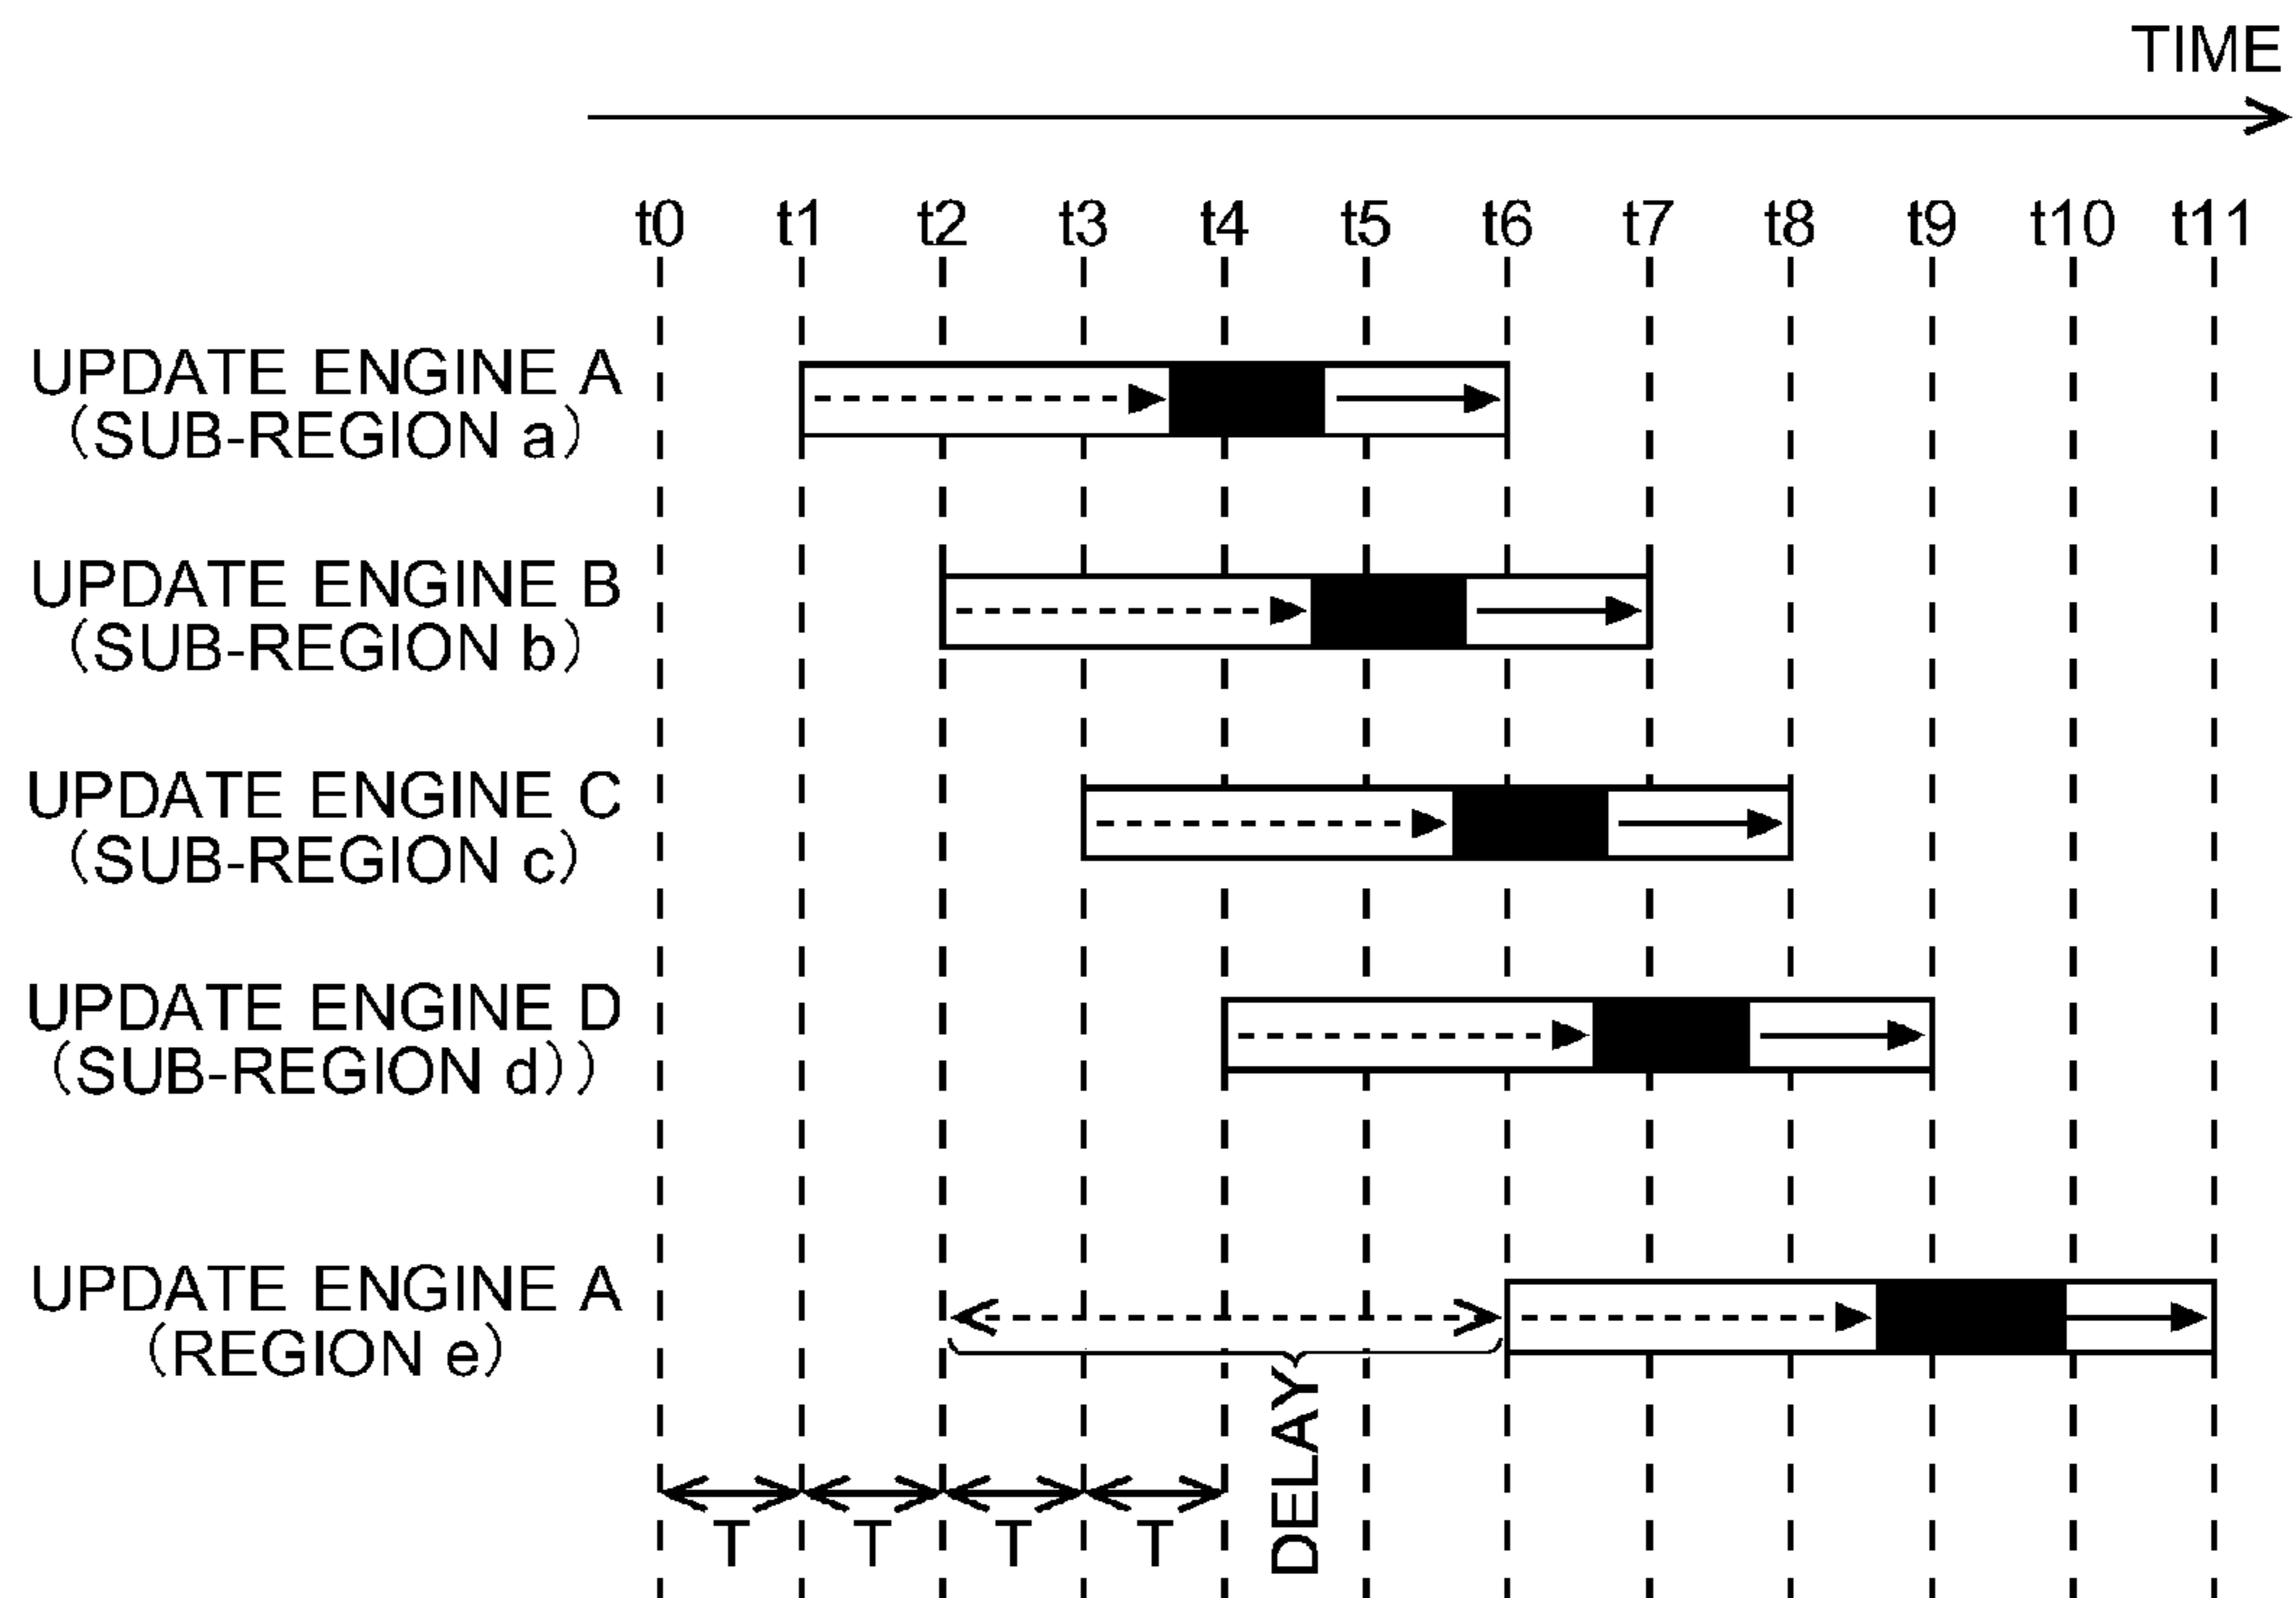 TIME
t0 t1 t2 t3 t4 t5 t6 t7 t8 t9 t10 t11
UPDATE ENGINE A
(SUB-REGION a)
UPDATE ENGINE B
(SUB-REGION b)
UPDATE ENGINE C
(SUB-REGION c)
UPDATE ENGINE D
(SUB-REGION d))
UPDATE ENGINE A
(REGION e)
DELAY
T T T T